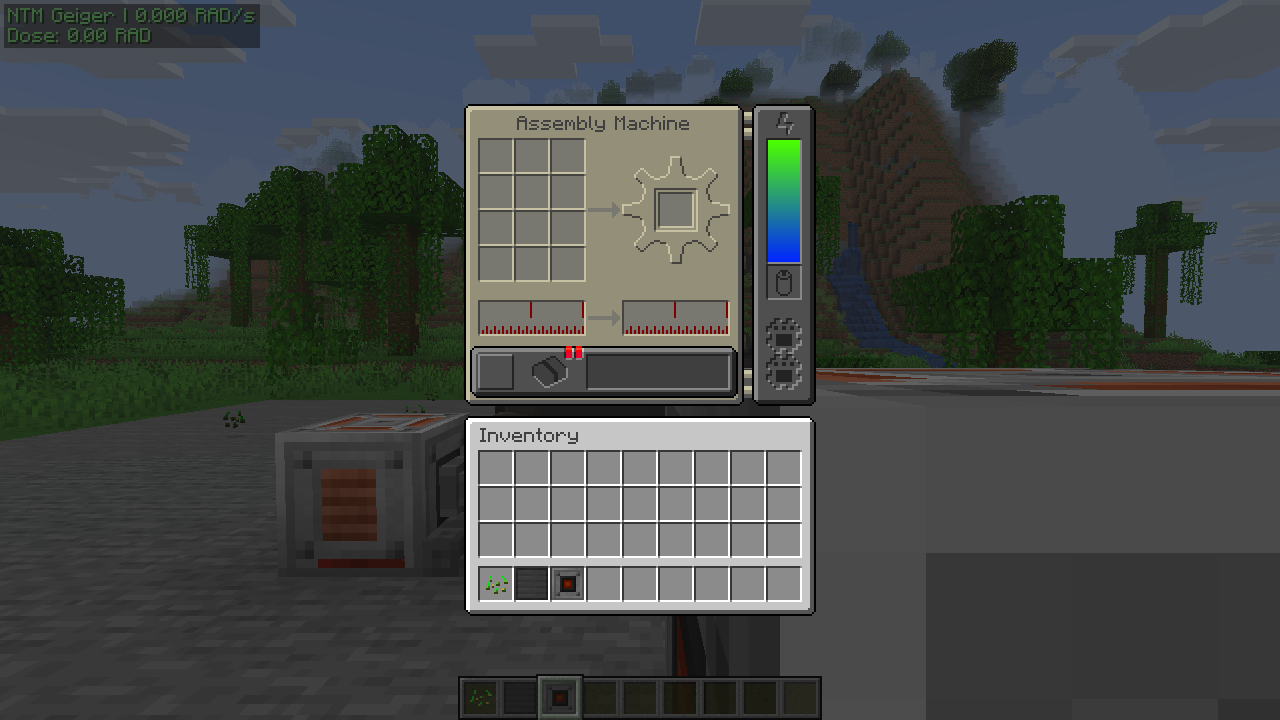 NTM Geiger | 0.000 RAD/s
Dose: 0.00 RAD
Assembly Machine
Inventory